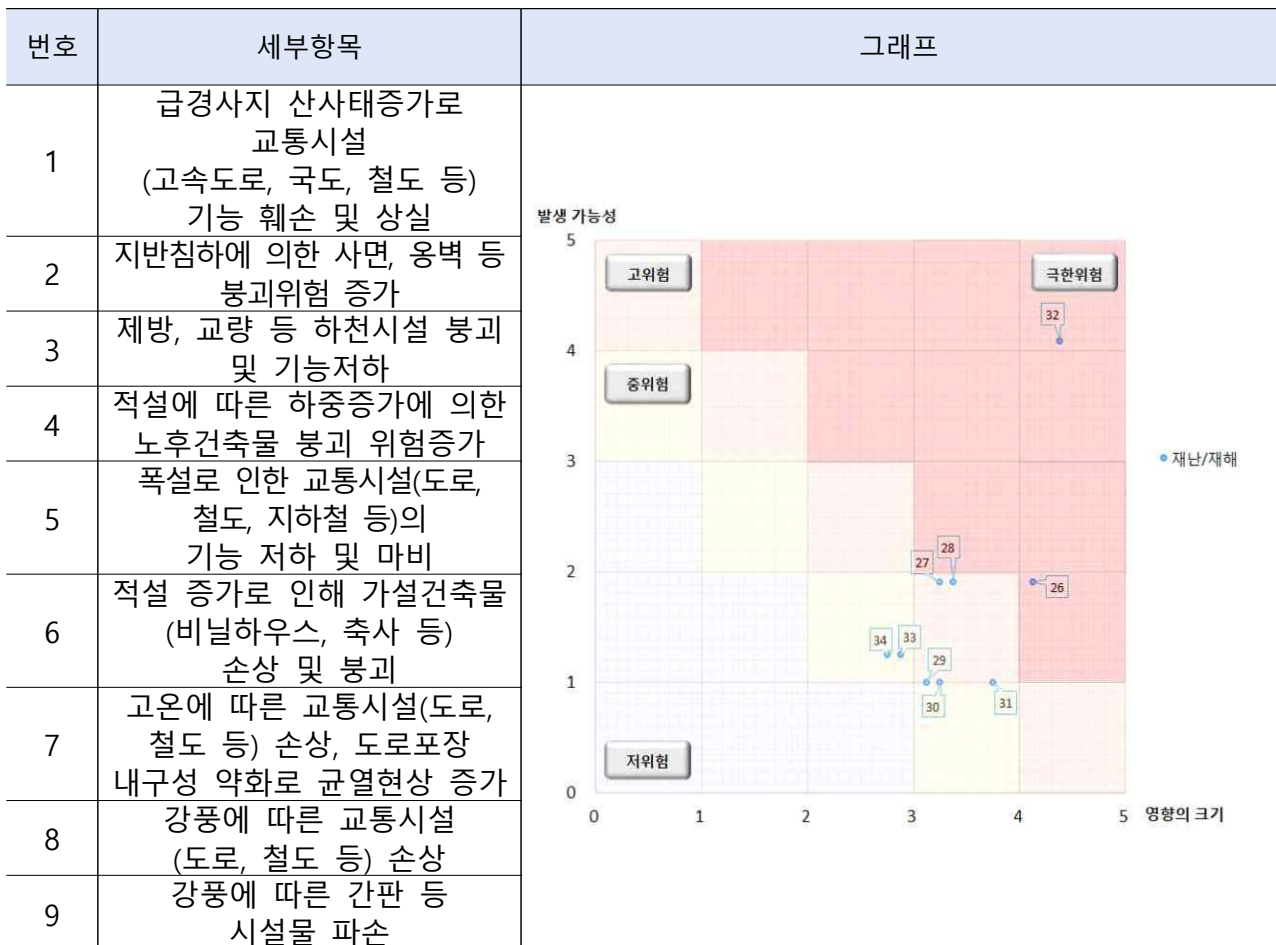 번호
세부항목
그래프
1
급경사지 산사태증가로
교통시설
(고속도로, 국도, 철도 등)
기능 훼손 및 상실
2
지반침하에 의한 사면, 옹벽 등
붕괴위험 증가
3
제방, 교량 등 하천시설 붕괴
및 기능저하
4
적설에 따른 하중증가에 의한
노후건축물 붕괴 위험증가
5
폭설로 인한 교통시설(도로,
철도, 지하철 등)의
기능 저하 및 마비
6
적설 증가로 인해 가설건축물
(비닐하우스, 축사 등)
손상 및 붕괴
7
고온에 따른 교통시설(도로,
철도 등) 손상, 도로포장
내구성 약화로 균열현상 증가
8
강풍에 따른 교통시설
(도로, 철도 등) 손상
9
강풍에 따른 간판 등
시설물 파손
발생 가능성
5
고위험
극한위험
32
4
중위험
3
재난/재해
28
27
2
26
34
33
29
1
30
31
저위험
0
0 1 2 3 4 5 영향의 크기